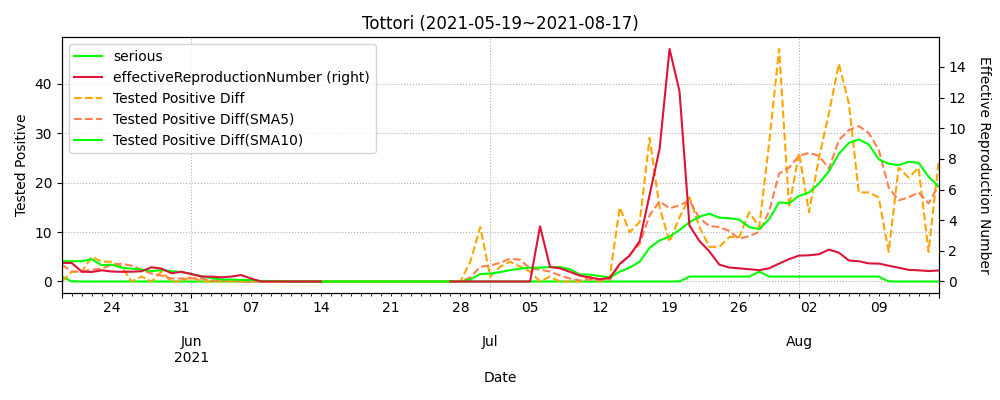 Tottori (2021-05-19~2021-08-17)
serious
effectiveReproductionNumber (right)
Tested Positive Diff
Tested Positive Diff(SMA5)
Tested Positive Diff(SMA10)
Tested Positive
40
30
20
10
0
14
12
10
8
6
4
2
0
Effective Reproduction Number
24 31 07 14 21 28 05 12 19 26 02 09
Jun Jul Aug
2021
Date